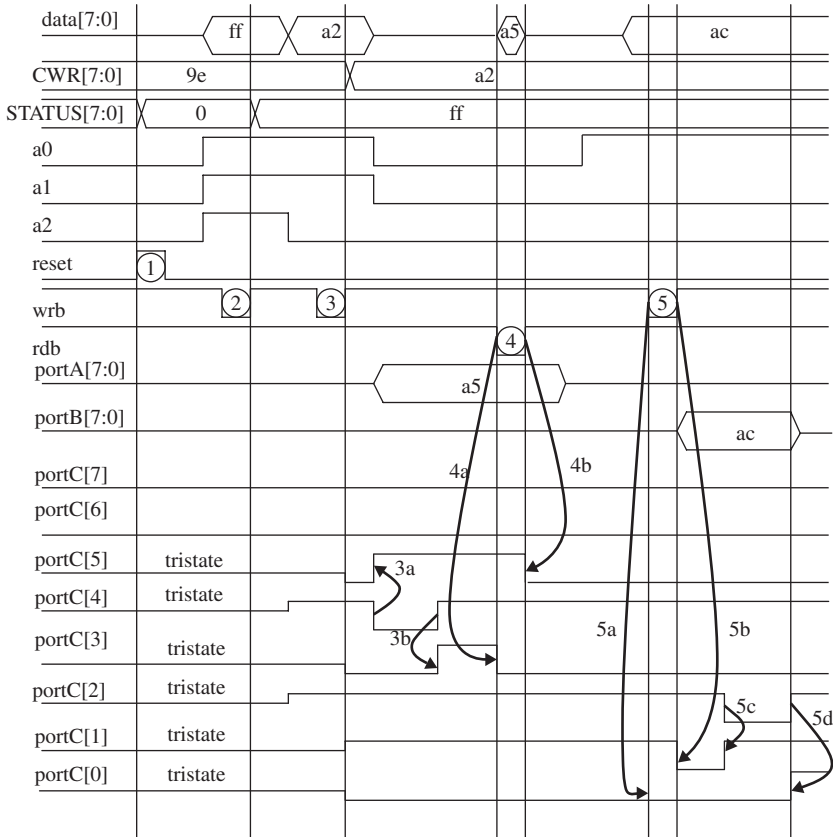 data[7:0] ff a2 a5 ac
CWR[7:0] 9e a2
STATUS[7:0] 0 ff
a0
a1
a2
reset 1
wrb 2 3 5
rdb 4
portA[7:0] a5
portB[7:0] ac
portC[7] 4a 4b
portC[6]
portC[5] tristate 3a
portC[4] tristate
portC[3] tristate 3b 5a 5b
portC[2] tristate 5c 5d
portC[1] tristate
portC[0] tristate